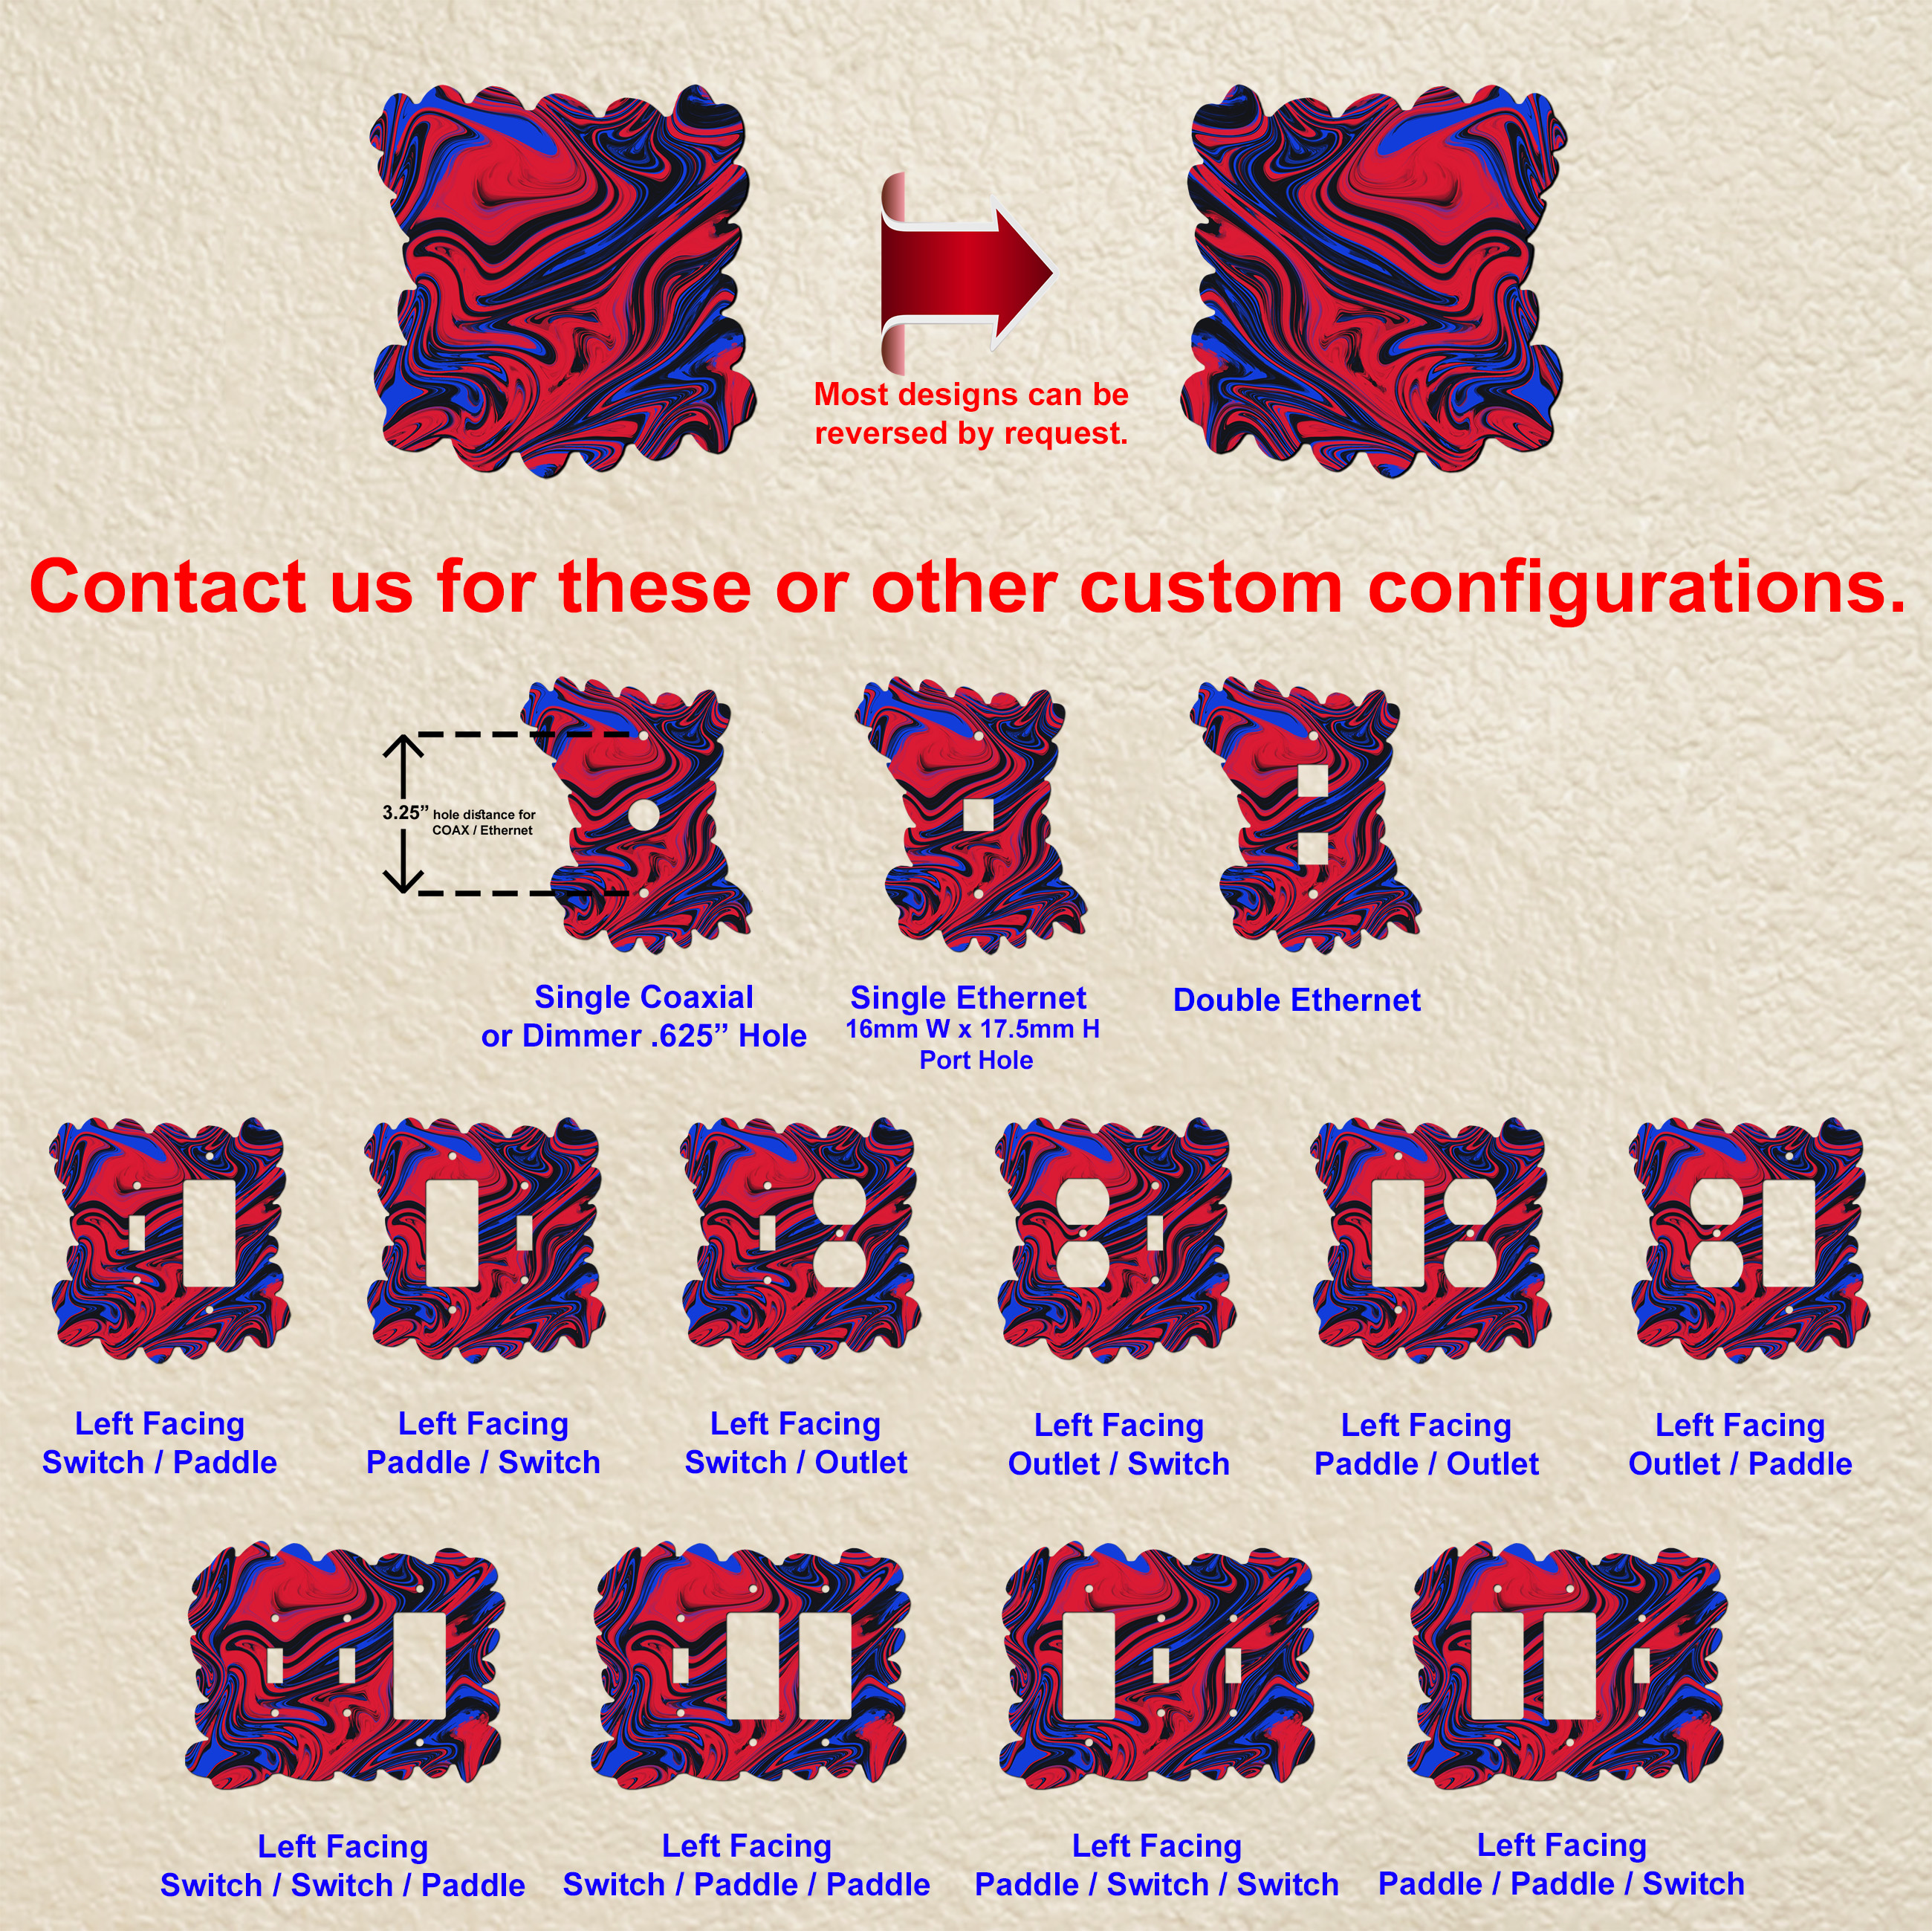 Most designs can be
reversed by request.
Contact us for these or other custom configurations.
3.25” hole distance for
COAX / Ethernet
Single Coaxial
or Dimmer .625” Hole
Single Ethernet
16mm W x 17.5mm H
Port Hole
Double Ethernet
Left Facing
Switch / Paddle
Left Facing
Paddle / Switch
Left Facing
Switch / Outlet
Left Facing
Outlet / Switch
Left Facing
Paddle / Outlet
Left Facing
Outlet / Paddle
Left Facing
Switch / Switch / Paddle
Left Facing
Switch / Paddle / Paddle
Left Facing
Paddle / Switch / Switch
Left Facing
Paddle / Paddle / Switch